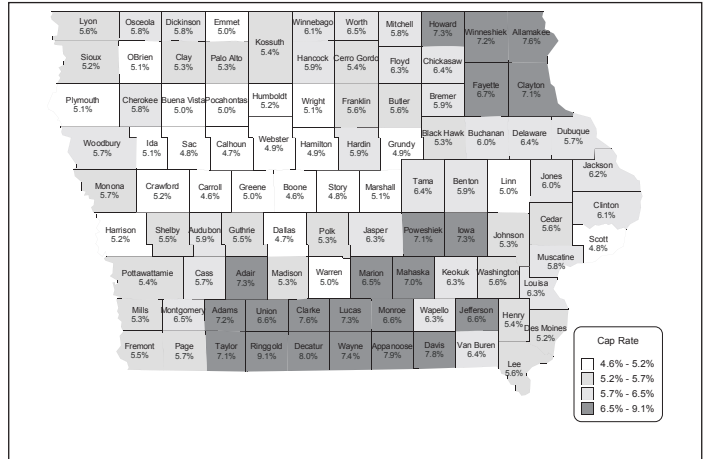 Lyon
5.6%
Osceola
5.8%
Dickinson
5.8%
Emmet
5.0%
Kossuth
5.4%
Winnebago
6.1%
Worth
6.5%
Mitchell
5.8%
Howard
7.3%
Winneshiek
7.2%
Allamakee
7.6%
Sioux
5.2%
OBrien
5.1%
Clay
5.3%
Palo Alto
5.3%
Hancock
5.9%
Cerro Gordo
5.4%
Floyd
6.3%
Chickasaw
6.4%
Fayette
6.7%
Clayton
7.1%
Plymouth
5.1%
Cherokee
5.8%
Buena Vista
5.0%
Pocahontas
5.0%
Humboldt
5.2%
Wright
5.1%
Franklin
5.6%
Butler
5.6%
Bremer
5.9%
Woodbury
5.7%
Ida
5.1%
Sac
4.8%
Calhoun
4.7%
Webster
4.9%
Hamilton
4.9%
Hardin
5.9%
Grundy
4.9%
Black Hawk
5.3%
Buchanan
6.0%
Delaware
6.4%
Dubuque
5.7%
Monona
5.7%
Crawford
5.2%
Carroll
4.6%
Greene
5.0%
Boone
4.6%
Story
4.8%
Marshall
5.1%
Tama
6.4%
Benton
5.9%
Linn
5.0%
Jones
6.0%
Jackson
6.2%
Clinton
6.1%
Harrison
5.2%
Shelby
5.5%
Audubon
5.9%
Guthrie
5.5%
Dallas
4.7%
Polk
5.3%
Jasper
6.3%
Poweshiek
7.1%
Iowa
7.3%
Johnson
5.3%
Cedar
5.6%
Scott
4.8%
Muscatine
5.8%
Pottawattamie
5.4%
Cass
5.7%
Adair
7.3%
Madison
5.3%
Warren
5.0%
Marion
6.5%
Mahaska
7.0%
Keokuk
6.3%
Washington
5.6%
Louisa
6.3%
Mills
5.3%
Montgomery
6.5%
Adams
7.2%
Union
6.6%
Clarke
7.6%
Lucas
7.3%
Monroe
6.6%
Wapello
6.3%
Jefferson
6.6%
Henry
5.4%
Des Moines
5.2%
Fremont
5.5%
Page
5.7%
Taylor
7.1%
Ringgold
9.1%
Decatur
8.0%
Wayne
7.4%
Appanoose
7.9%
Davis
7.8%
Van Buren
6.4%
Lee
5.6%
Cap Rate
4.6% - 5.2%
5.2% - 5.7%
5.7% - 6.5%
6.5% - 9.1%